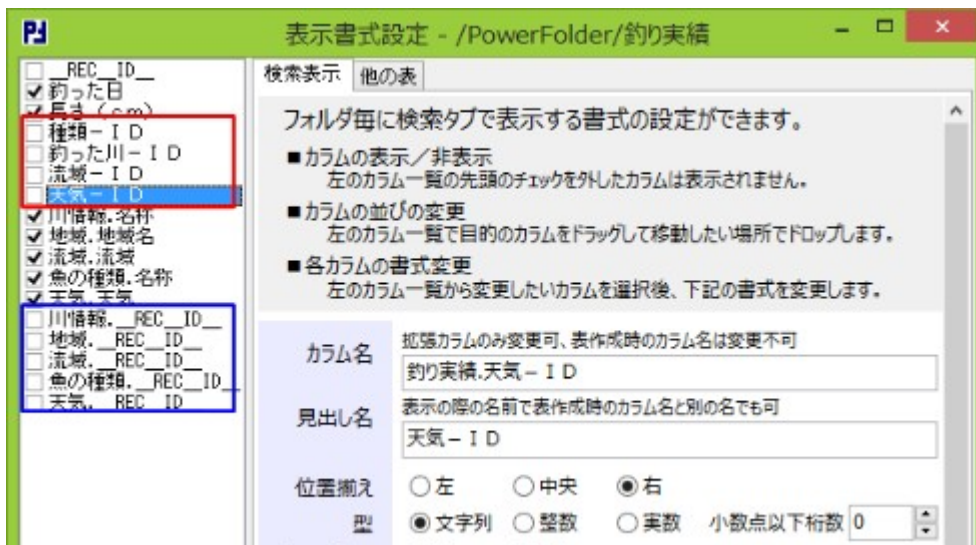 表示書式設定 - /PowerFolder/釣り実績
__REC__ID__
釣った日
長さ(cm)
種類-ID
釣った川-ID
流域-ID
天気-ID
川情報.名称
地域.地域名
流域.流域
魚の種類.名称
天気.天気
川情報.__REC__ID__
地域.__REC__ID__
流域.__REC__ID__
魚の種類.__REC__ID__
天気.__REC__ID__
検索表示 他の表
フォルダ毎に検索タブで表示する書式の設定ができます。
■カラムの表示/非表示
左のカラム一覧の先頭のチェックを外したカラムは表示されません。
■カラムの並びの変更
左のカラム一覧で目的のカラムをドラッグして移動したい場所でドロップします。
■各カラムの書式変更
左のカラム一覧から変更したいカラムを選択後、下記の書式を変更します。
カラム名
拡張カラムのみ変更可、表作成時のカラム名は変更不可
釣り実績.天気-ID
見出し名
表示の際の名前で表作成時のカラム名と別の名でも可
天気-ID
位置揃え 左 中央 右
型 文字列 整数 実数 小数点以下桁数 0